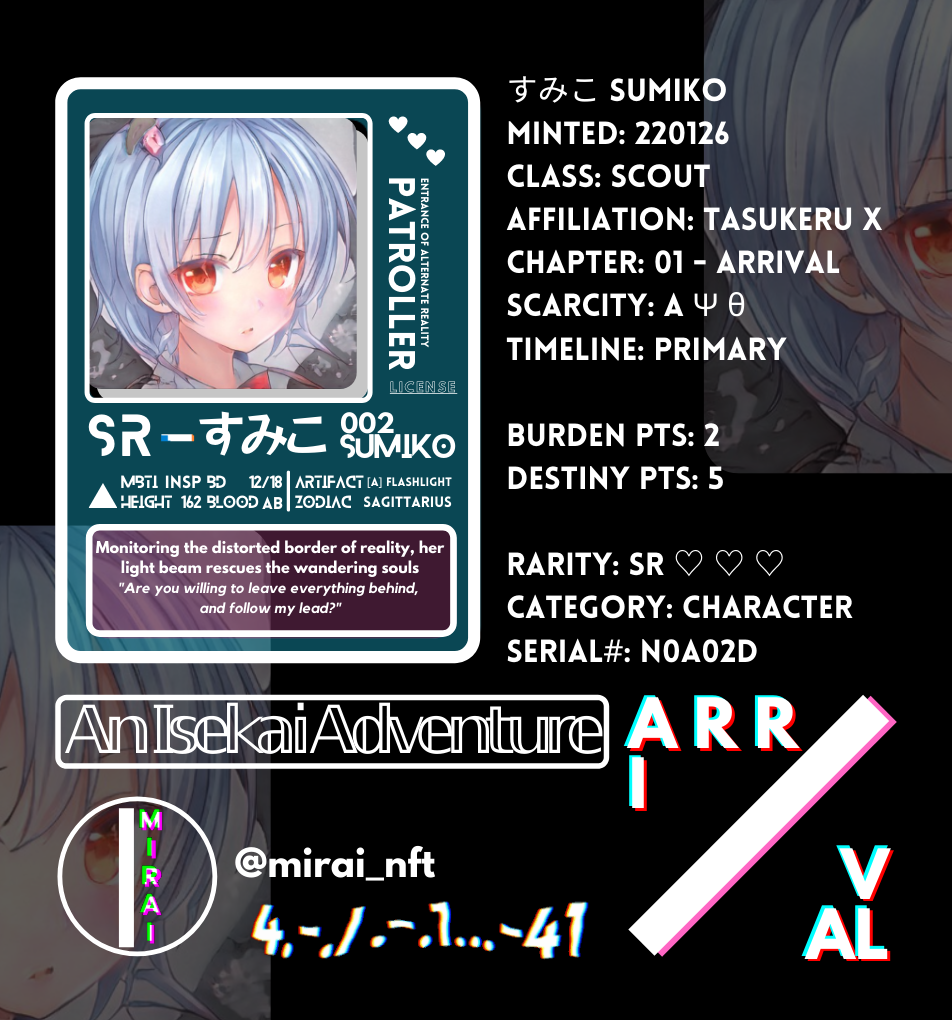 ENTRANCE OF ALTERNATE REALITY
PATROLLER
LICENSE
SR – すみこ 002 SUMIKO
MBTI INSP BD 12/18 ARTIFACT [A] FLASHLIGHT
HEIGHT 162 BLOOD AB ZODIAC SAGITTARIUS
Monitoring the distorted border of reality, her
light beam rescues the wandering souls
"Are you willing to leave everything behind,
and follow my lead?"
すみこ SUMIKO
MINTED: 220126
CLASS: SCOUT
AFFILIATION: TASUKERU X
CHAPTER: 01 - ARRIVAL
SCARCITY: A Ψ θ
TIMELINE: PRIMARY
BURDEN PTS: 2
DESTINY PTS: 5
RARITY: SR ♡ ♡ ♡
CATEGORY: CHARACTER
SERIAL#: N0A02D
An Isekai Adventure
ARR
I
V
AL
MIRAI
@mirai_nft
4.-./.-.1...-41